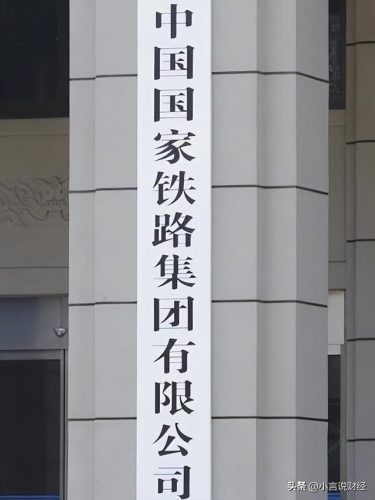 中国国家铁路集团有限公司
头条 @小言说财经